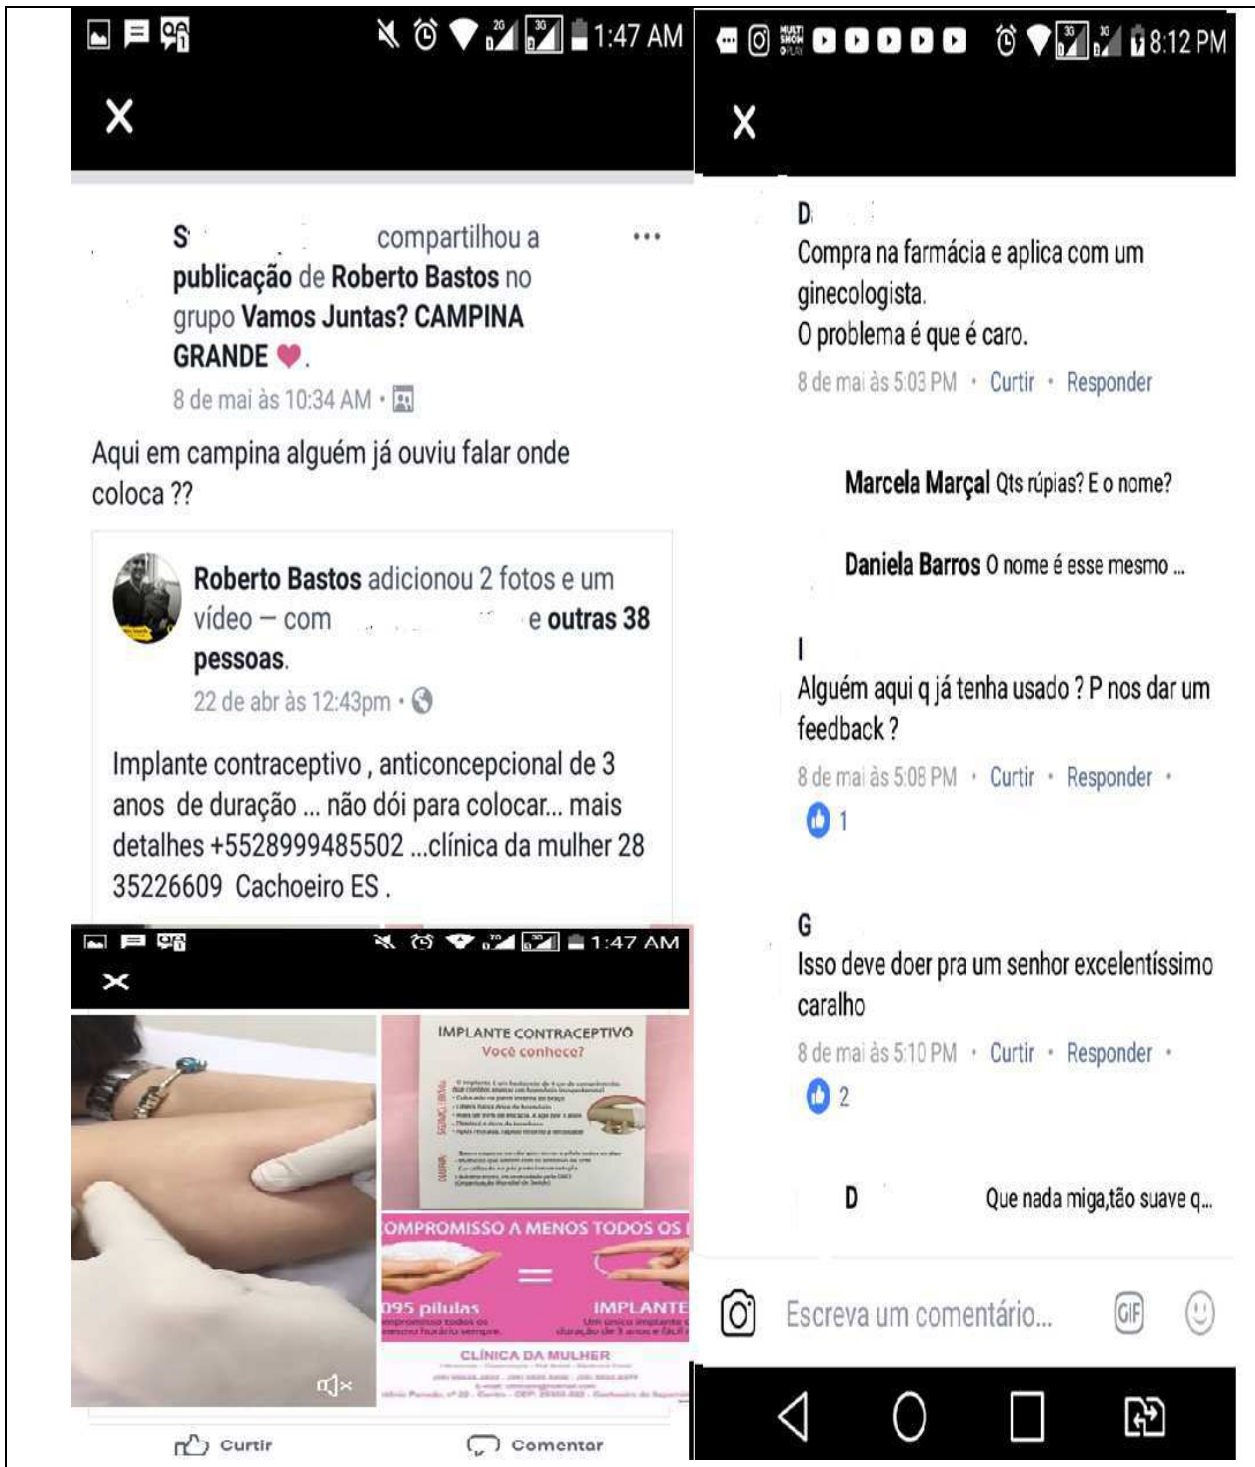 1:47 AM
S
compartilhou a
publicação de Roberto Bastos no
grupo Vamos Juntas? CAMPINA
GRANDE ♥.
8 de mai às 10:34 AM •
Aqui em campina alguém já ouviu falar onde
coloca ??
Roberto Bastos adicionou 2 fotos e um
vídeo — com e outras 38
pessoas.
22 de abr às 12:43pm •
Implante contraceptivo , anticoncepcional de 3
anos de duração ... não dói para colocar... mais
detalhes +5528999485502 ...clínica da mulher 28
35226609 Cachoeiro ES .
1:47 AM
IMPLANTE CONTRACEPTIVO
Você conhece?
OMPROMISSO A MENOS TODOS OS
=
095 pílulas
IMPLANTE
CLÍNICA DA MULHER
Curtir
Comentar
8:12 PM
D
Compra na farmácia e aplica com um
ginecologista.
O problema é que é caro.
8 de mai às 5:03 PM • Curtir • Responder
Marcela Marçal Qts rúpias? E o nome?
Daniela Barros O nome é esse mesmo ...
I
Alguém aqui q já tenha usado ? P nos dar um
feedback ?
8 de mai às 5:08 PM • Curtir • Responder •
1
G
Isso deve doer pra um senhor excelentíssimo
caralho
8 de mai às 5:10 PM • Curtir • Responder •
2
D Que nada miga,tão suave q...
Escreva um comentário...
GIF